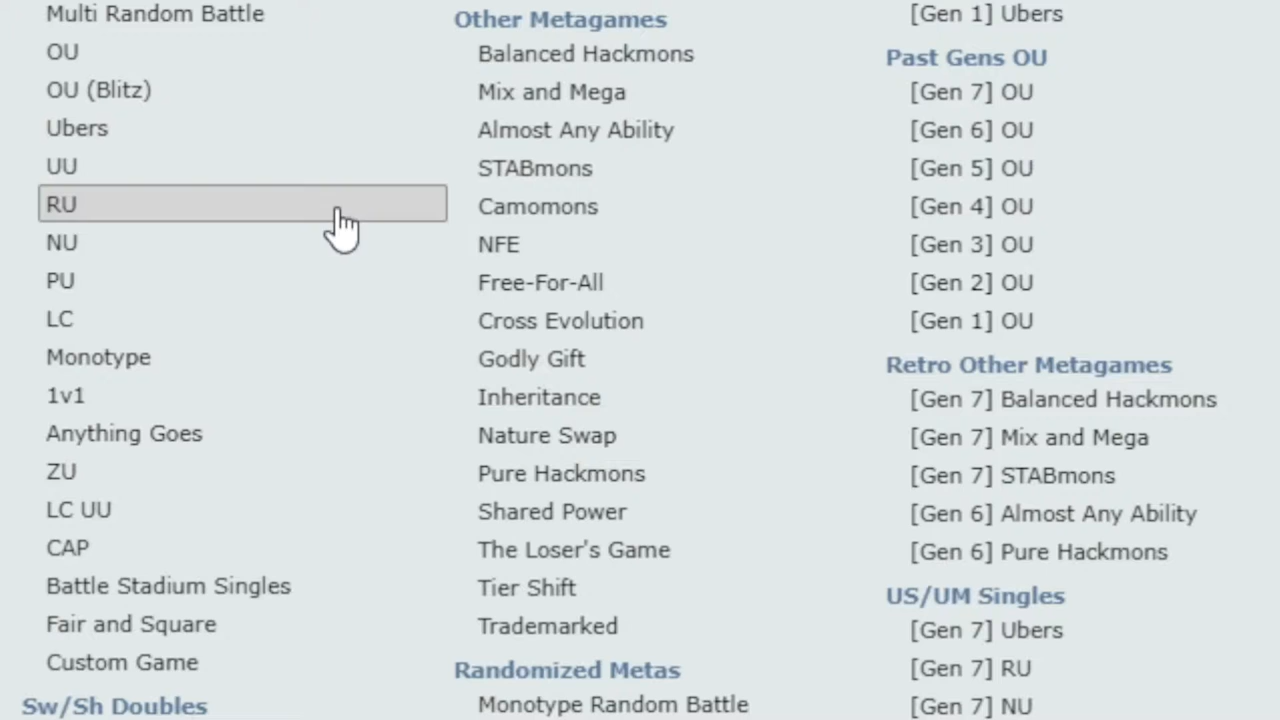 Multi Random Battle
OU
OU (Blitz)
Ubers
UU
RU
NU
PU
LC
Monotype
1v1
Anything Goes
ZU
LC UU
CAP
Battle Stadium Singles
Fair and Square
Custom Game
Sw/Sh Doubles
Other Metagames
Balanced Hackmons
Mix and Mega
Almost Any Ability
STABmons
Camomons
NFE
Free-For-All
Cross Evolution
Godly Gift
Inheritance
Nature Swap
Pure Hackmons
Shared Power
The Loser's Game
Tier Shift
Trademarked
Randomized Metas
Monotype Random Battle
[Gen 1] Ubers
Past Gens OU
[Gen 7] OU
[Gen 6] OU
[Gen 5] OU
[Gen 4] OU
[Gen 3] OU
[Gen 2] OU
[Gen 1] OU
Retro Other Metagames
[Gen 7] Balanced Hackmons
[Gen 7] Mix and Mega
[Gen 7] STABmons
[Gen 6] Almost Any Ability
[Gen 6] Pure Hackmons
US/UM Singles
[Gen 7] Ubers
[Gen 7] RU
[Gen 7] NU